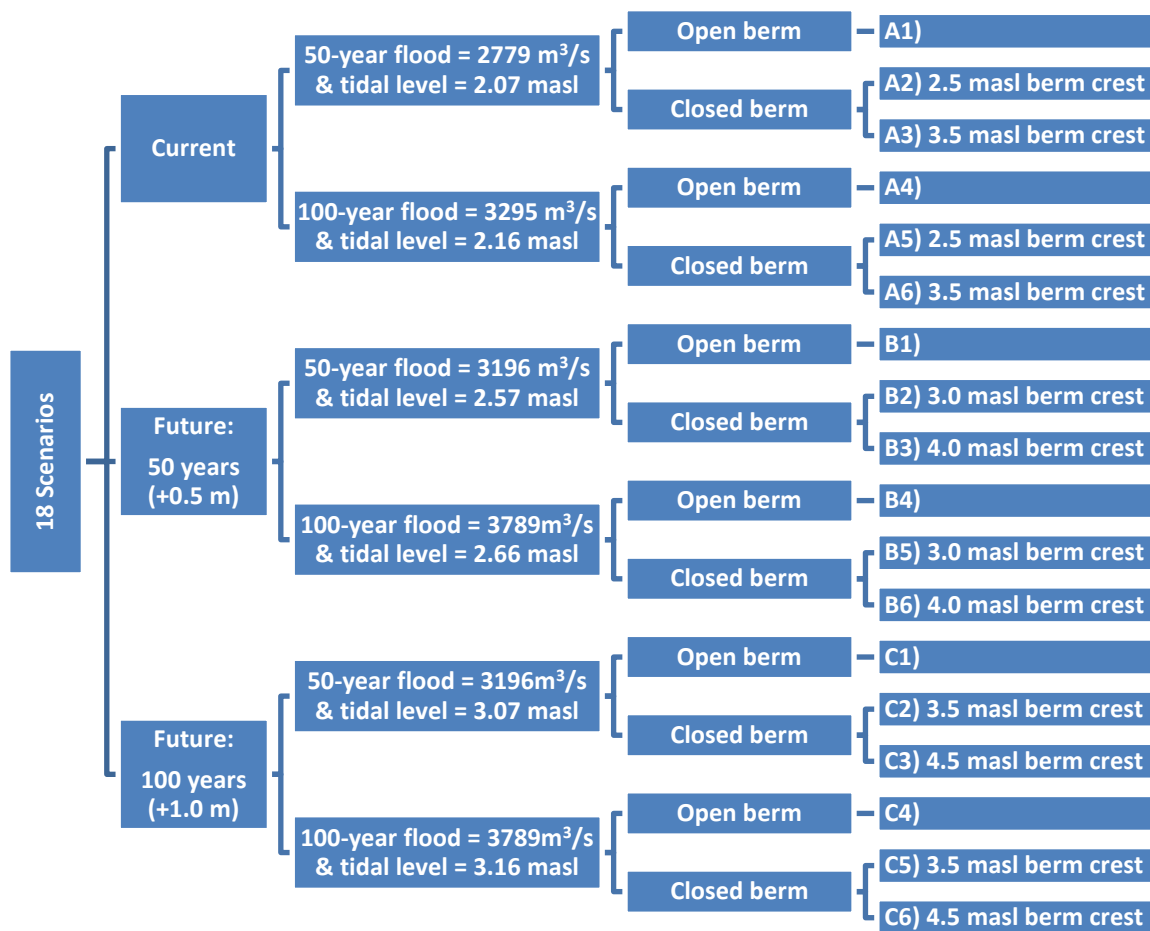 18 Scenarios
Current
50-year flood = 2779 m³/s
& tidal level = 2.07 masl
Open berm
A1)
Closed berm
A2) 2.5 masl berm crest
A3) 3.5 masl berm crest
100-year flood = 3295 m³/s
& tidal level = 2.16 masl
Open berm
A4)
Closed berm
A5) 2.5 masl berm crest
A6) 3.5 masl berm crest
Future:
50 years
(+0.5 m)
50-year flood = 3196 m³/s
& tidal level = 2.57 masl
Open berm
B1)
Closed berm
B2) 3.0 masl berm crest
B3) 4.0 masl berm crest
100-year flood = 3789m³/s
& tidal level = 2.66 masl
Open berm
B4)
Closed berm
B5) 3.0 masl berm crest
B6) 4.0 masl berm crest
Future:
100 years
(+1.0 m)
50-year flood = 3196m³/s
& tidal level = 3.07 masl
Open berm
C1)
Closed berm
C2) 3.5 masl berm crest
C3) 4.5 masl berm crest
100-year flood = 3789m³/s
& tidal level = 3.16 masl
Open berm
C4)
Closed berm
C5) 3.5 masl berm crest
C6) 4.5 masl berm crest